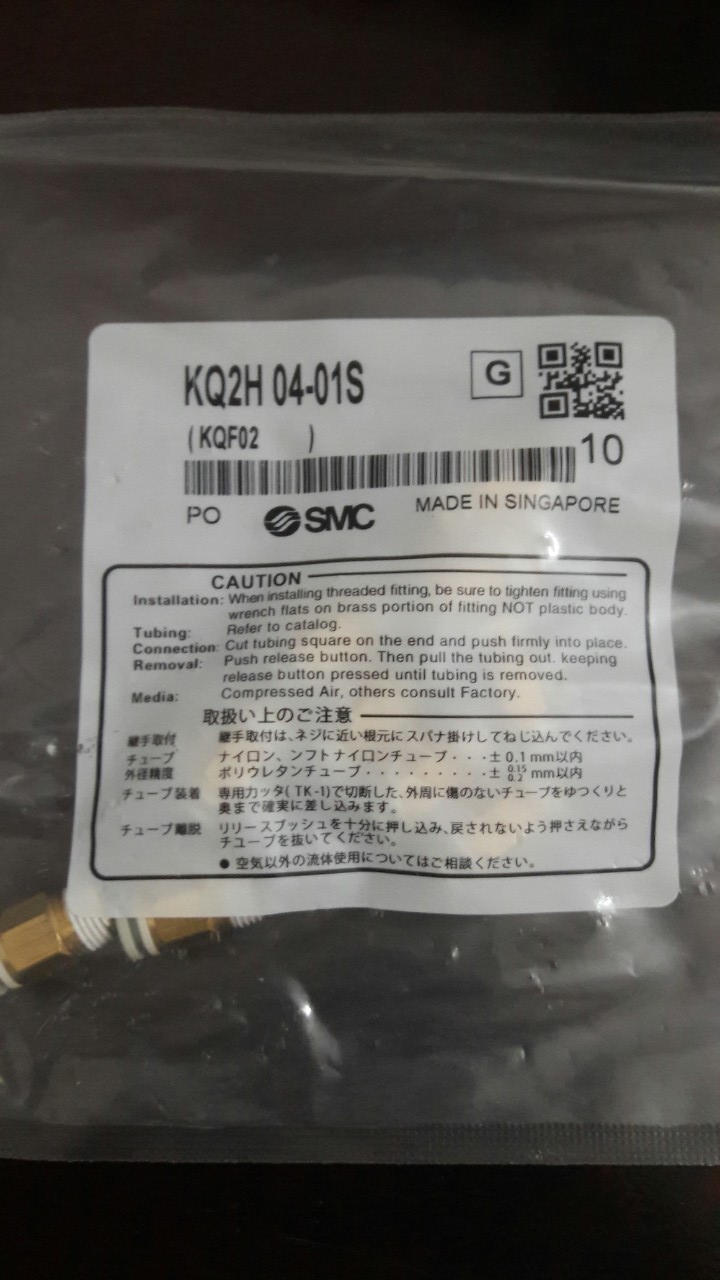 KQ2H 04-01S
G
(KQF02 )
10
PO
SMC
MADE IN SINGAPORE
CAUTION
Installation: When installing threaded fitting, be sure to tighten fitting using
wrench flats on brass portion of fitting NOT plastic body.
Tubing: Refer to catalog.
Connection: Cut tubing square on the end and push firmly into place.
Removal: Push release button. Then pull the tubing out. keeping
release button pressed until tubing is removed.
Media: Compressed Air, others consult Factory.
取扱い上のご注意
継手取付 継手取付は、ネジに近い根元にスパナ掛けしてねじ込んでください。
チューブ ナイロン、ソフトナイロンチューブ・・・± 0.1 mm以内
外径精度 ポリウレタンチューブ・・・・・・・・・± 0.15 0.2 mm以内
チューブ装着 専用カッタ( TK-1)で切断した、外周に傷のないチューブをゆつくりと
奥まで確実に差し込みます。
チューブ離脱 リリースブッシュを十分に押し込み、戻されないよう押さえながら
チューブを抜いてください。
● 空気以外の流体使用についてはご相談ください。